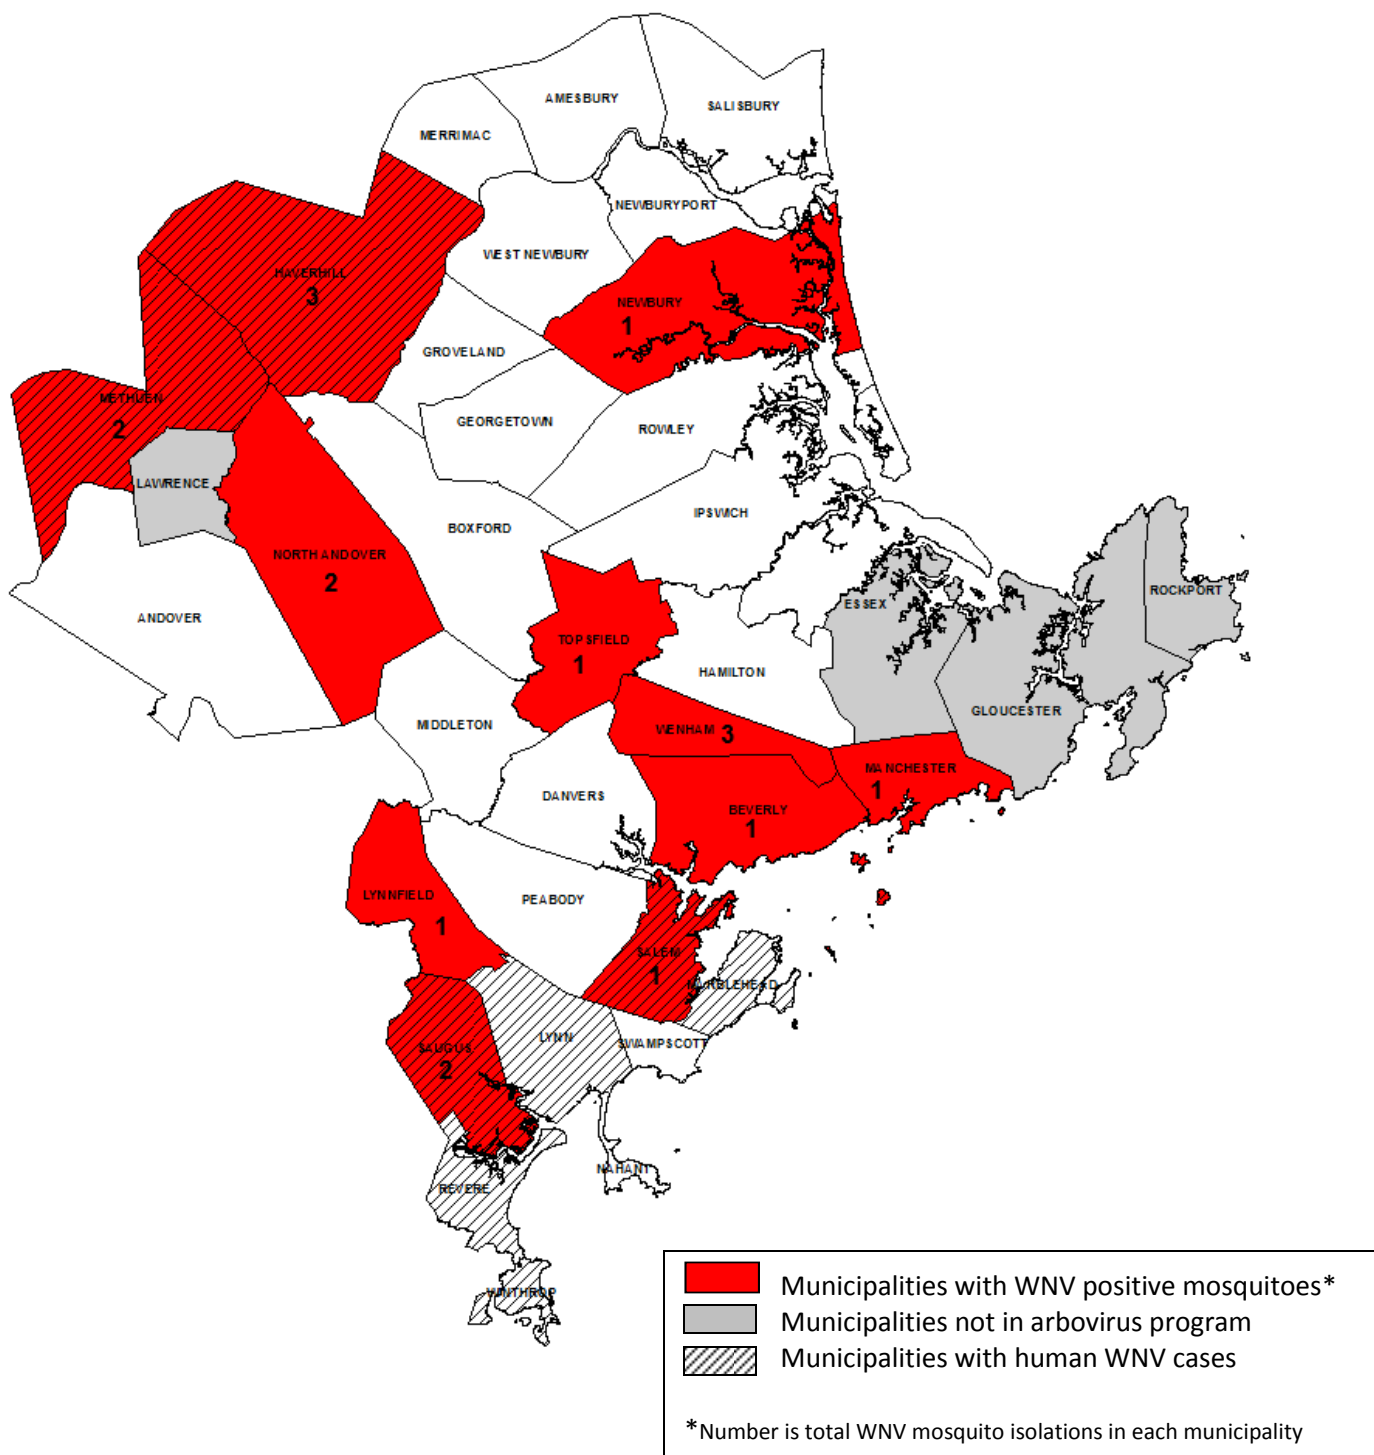 AMESBURY
SALISBURY
MERRIMAC
NEWBURYPORT
WEST NEWBURY
HAVERHILL
3
NEWBURY
1
GROVELAND
METHUEN
2
GEORGETOWN
ROWLEY
LAWRENCE
IPSWICH
BOXFORD
NORTH ANDOVER
2
ROCKPORT
ESSEX
ANDOVER
TOPSFIELD
1
HAMILTON
GLOUCESTER
MIDDLETON
WENHAM 3
MANCHESTER
1
DANVERS
BEVERLY
1
LYNNFIELD
1
PEABODY
SALEM
1
MARBLEHEAD
LYNN
SWAMPSCOTT
SAUGUS
2
NAHANT
REVERE
WINTHROP
Municipalities with WNV positive mosquitoes*
Municipalities not in arbovirus program
Municipalities with human WNV cases
*Number is total WNV mosquito isolations in each municipality